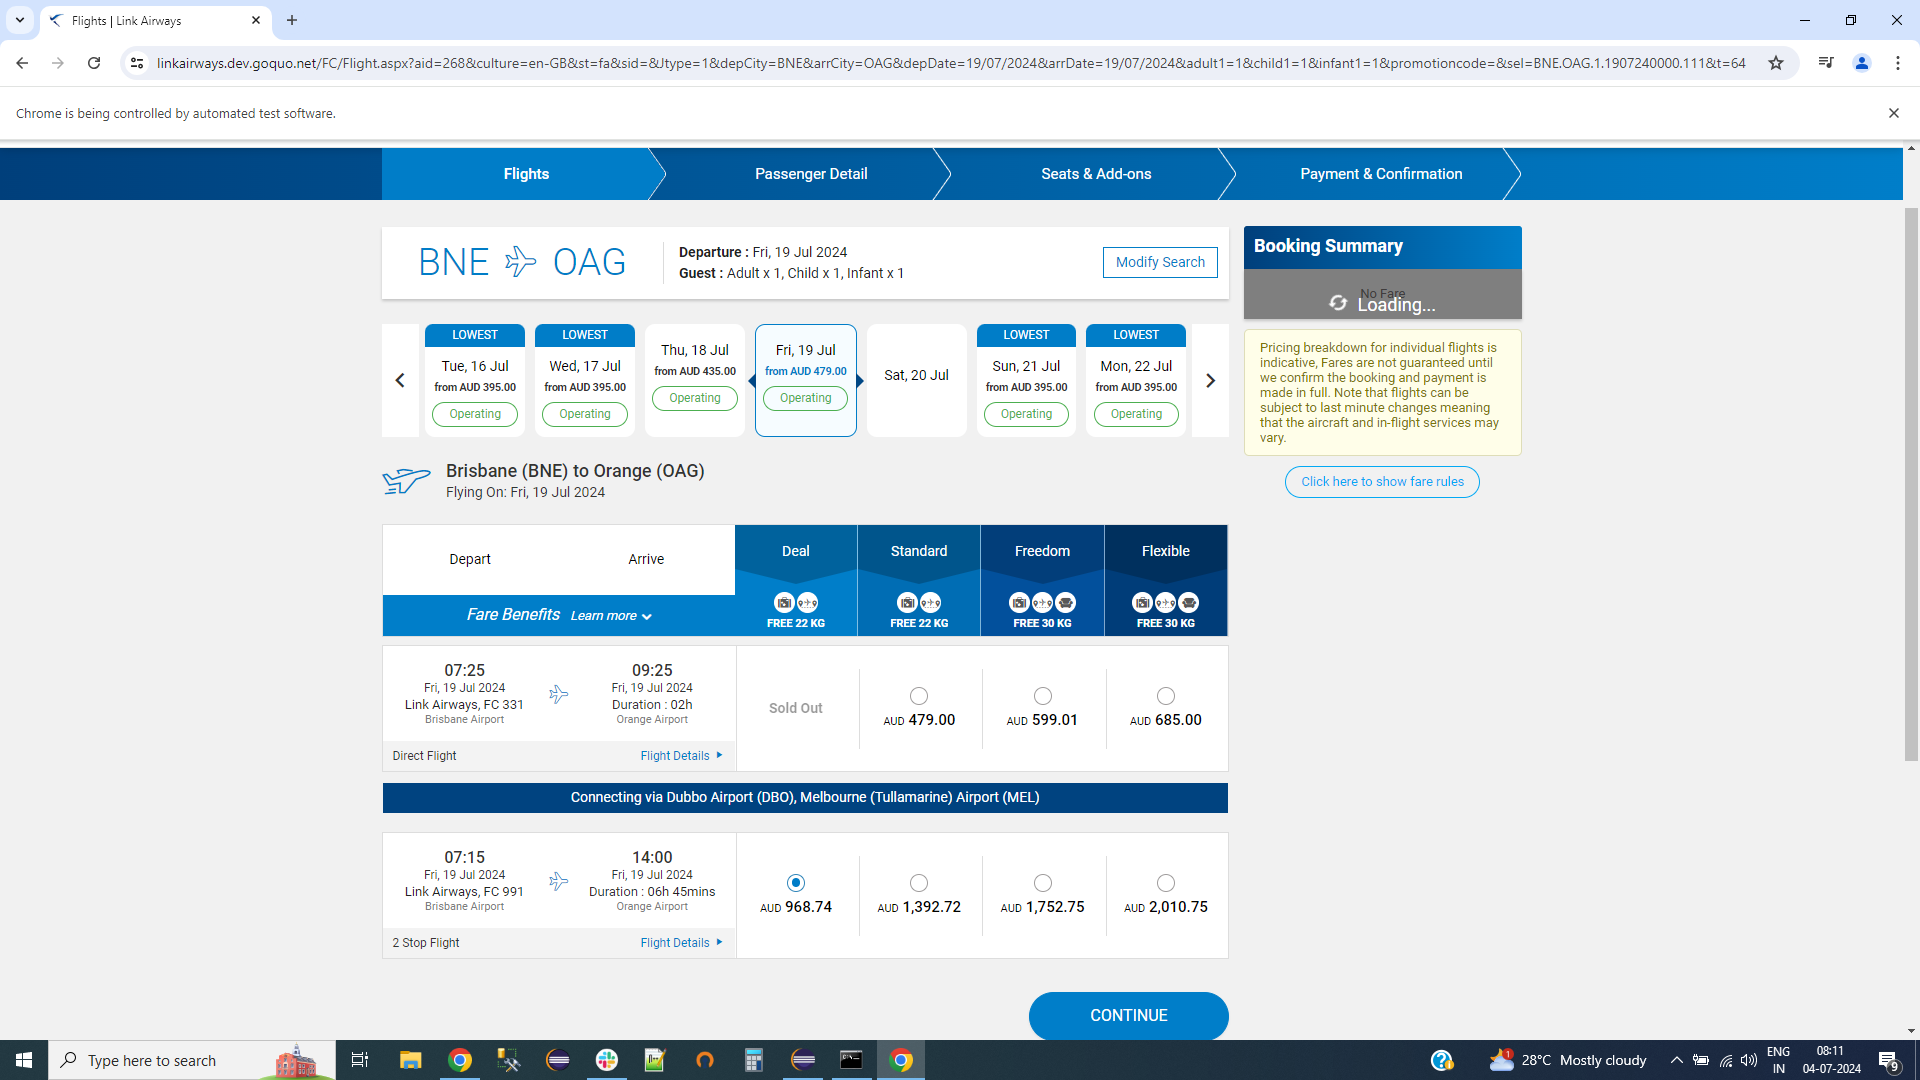 Flights | Link Airways
linkairways.dev.goquo.net/FC/Flight.aspx?aid=268&culture=en-GB&st=fa&sid=&Jtype=1&depCity=BNE&arrCity=OAG&depDate=19/07/2024&arrDate=19/07/2024&adult1=1&child1=1&infant1=1&promotioncode=&sel=BNE.OAG.1.1907240000.111&t=64
Chrome is being controlled by automated test software.
Flights
Passenger Detail
Seats & Add-ons
Payment & Confirmation
BNE OAG
Departure : Fri, 19 Jul 2024
Guest : Adult x 1, Child x 1, Infant x 1
Modify Search
Booking Summary
No Fare
Loading...
LOWEST
Tue, 16 Jul
from AUD 395.00
Operating
LOWEST
Wed, 17 Jul
from AUD 395.00
Operating
Thu, 18 Jul
from AUD 435.00
Operating
Fri, 19 Jul
from AUD 479.00
Operating
Sat, 20 Jul
LOWEST
Sun, 21 Jul
from AUD 395.00
Operating
LOWEST
Mon, 22 Jul
from AUD 395.00
Operating
Pricing breakdown for individual flights is
indicative, Fares are not guaranteed until
we confirm the booking and payment is
made in full. Note that flights can be
subject to last minute changes meaning
that the aircraft and in-flight services may
vary.
Click here to show fare rules
Brisbane (BNE) to Orange (OAG)
Flying On: Fri, 19 Jul 2024
Depart
Arrive
Deal
Standard
Freedom
Flexible
Fare Benefits Learn more
FREE 22 KG
FREE 22 KG
FREE 30 KG
FREE 30 KG
07:25
Fri, 19 Jul 2024
Link Airways, FC 331
Brisbane Airport
09:25
Fri, 19 Jul 2024
Duration : 02h
Orange Airport
Sold Out
AUD 479.00
AUD 599.01
AUD 685.00
Direct Flight
Flight Details
Connecting via Dubbo Airport (DBO), Melbourne (Tullamarine) Airport (MEL)
07:15
Fri, 19 Jul 2024
Link Airways, FC 991
Brisbane Airport
14:00
Fri, 19 Jul 2024
Duration : 06h 45mins
Orange Airport
AUD 968.74
AUD 1,392.72
AUD 1,752.75
AUD 2,010.75
2 Stop Flight
Flight Details
CONTINUE
Type here to search
1
28°C Mostly cloudy
ENG
IN
08:11
04-07-2024
9